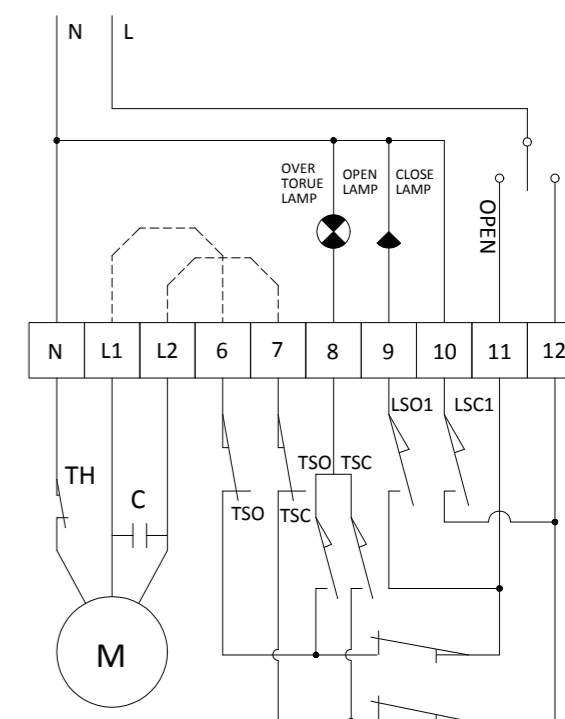 N L
OVER
TORUE
LAMP
OPEN
LAMP
CLOSE
LAMP
OPEN
N L1 L2 6 7 8 9 10 11 12
LSO1 LSC1
TH
C
TSO TSC
TSO TSC
M